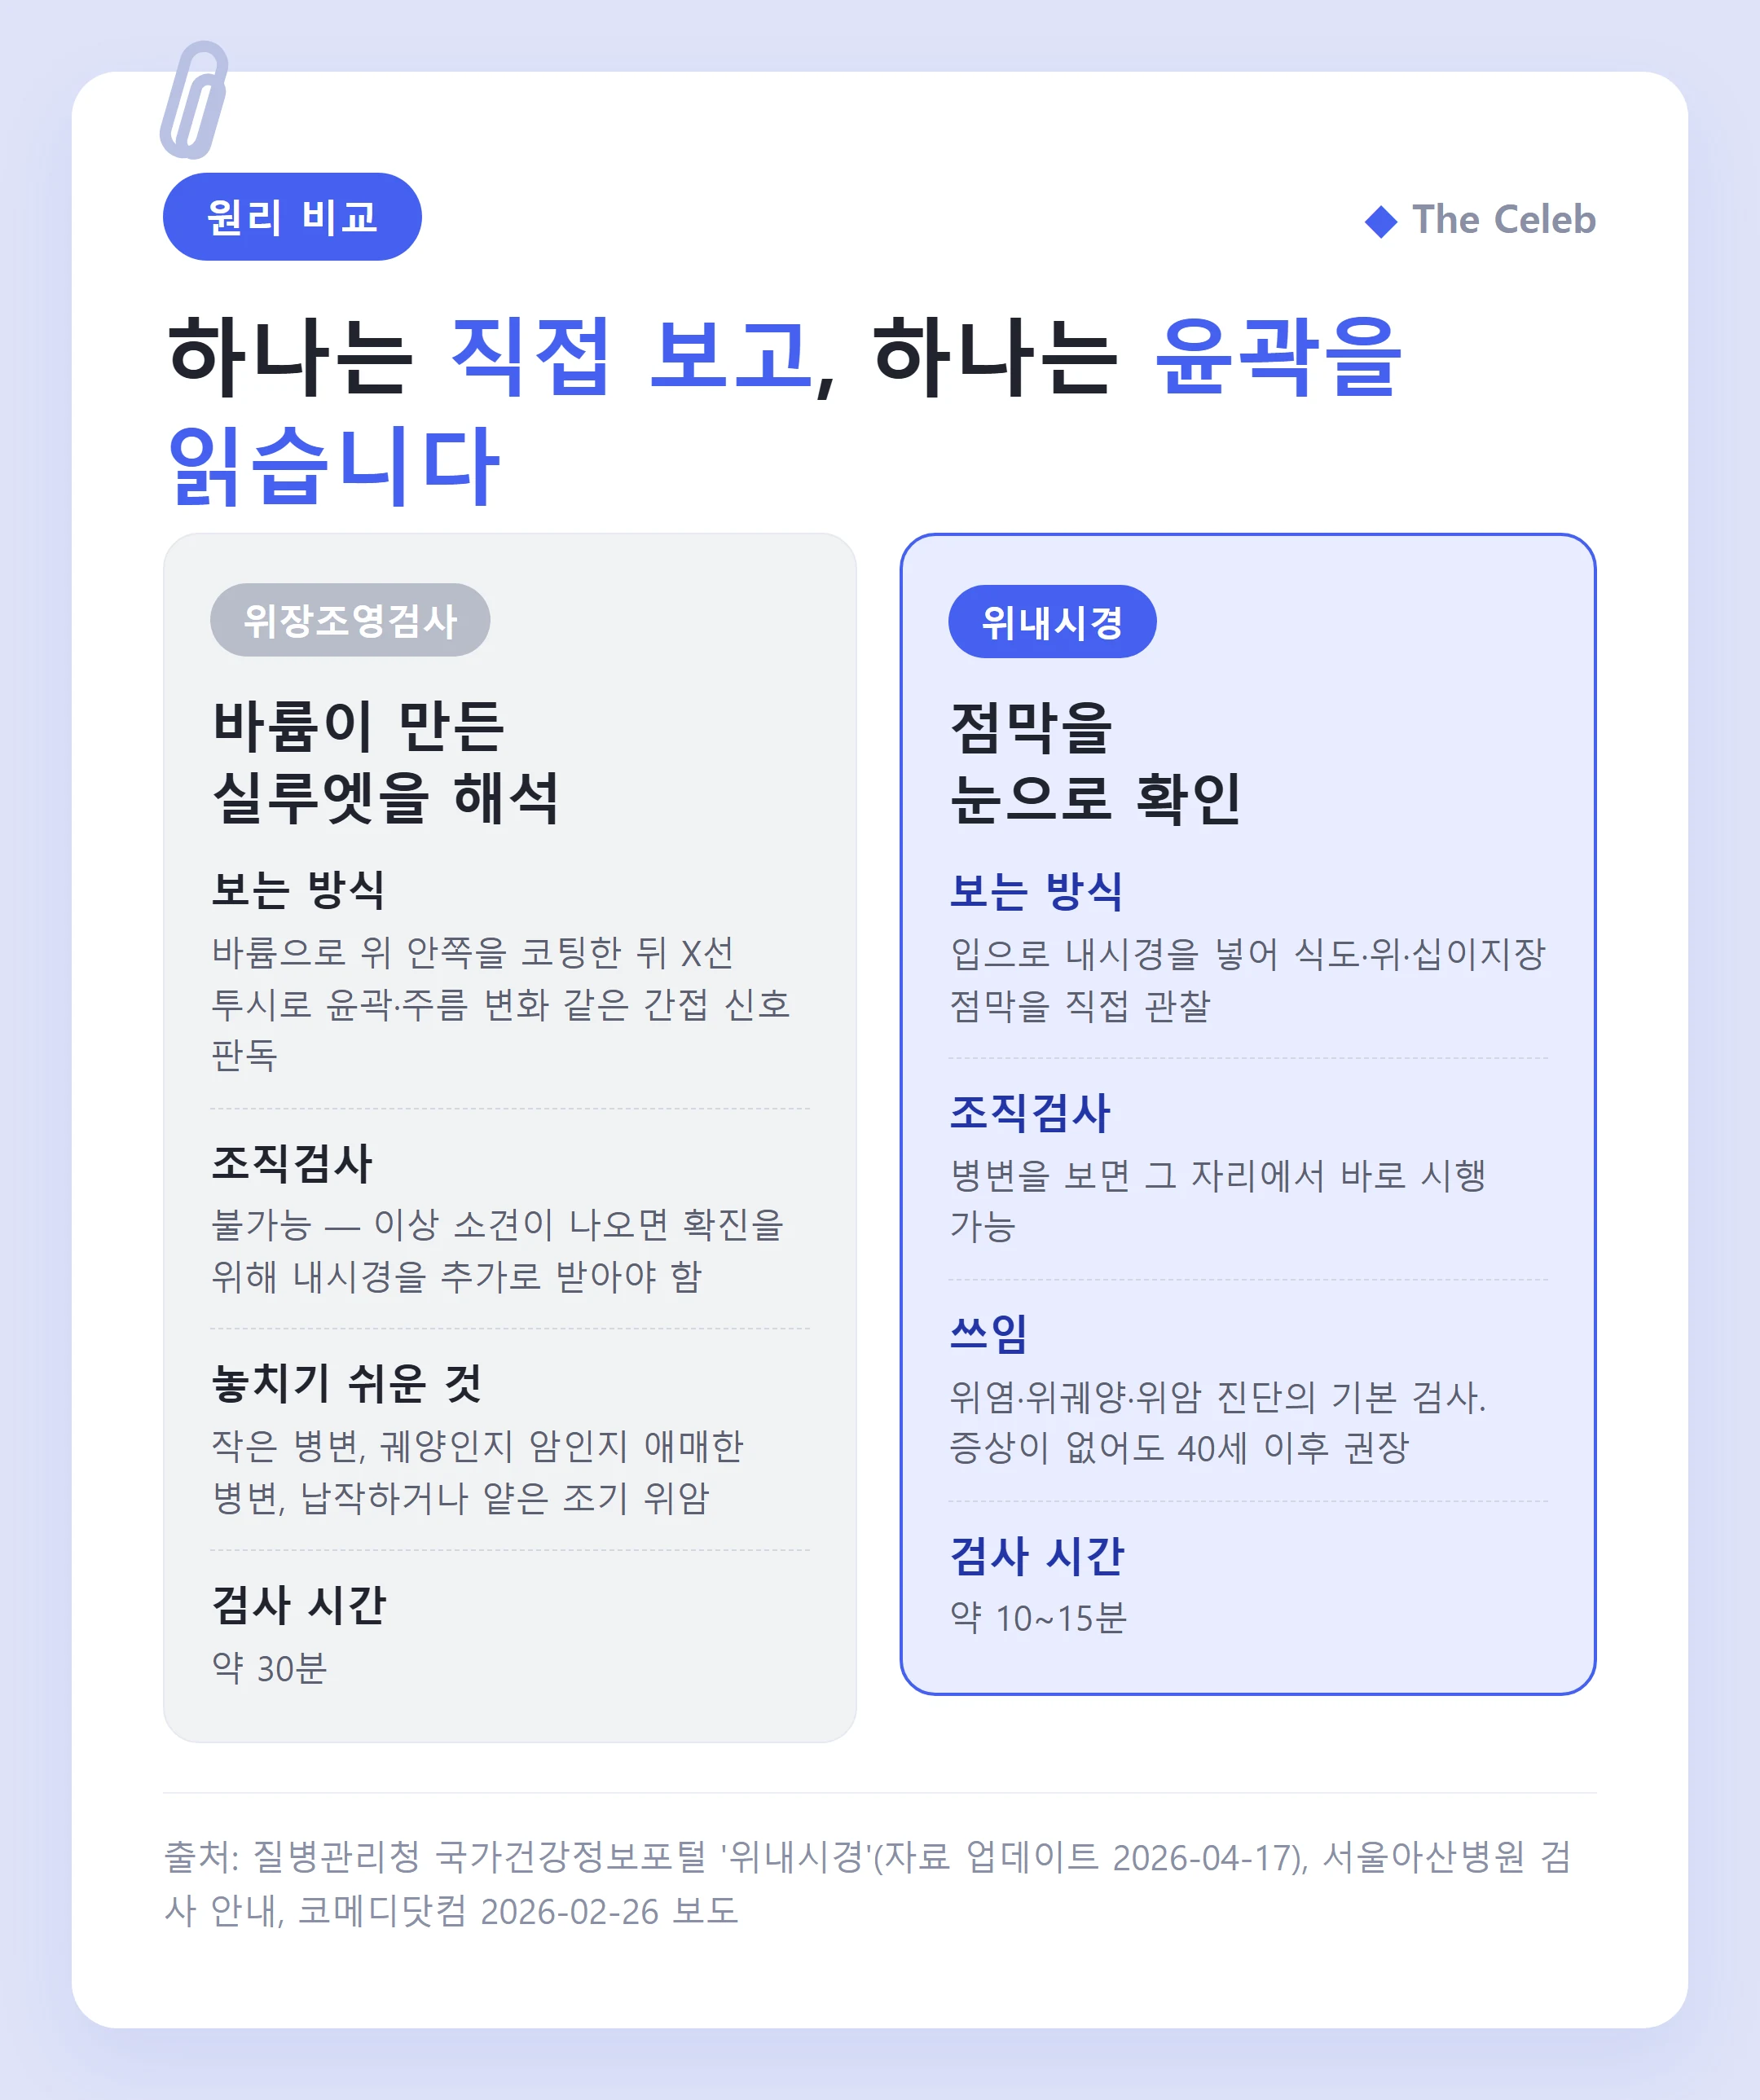 원리 비교
◆ The Celeb
하나는 직접 보고, 하나는 윤곽을
읽습니다
위장조영검사
바륨이 만든
실루엣을 해석
보는 방식
바륨으로 위 안쪽을 코팅한 뒤 X선
투시로 윤곽·주름 변화 같은 간접 신호
판독
조직검사
불가능 — 이상 소견이 나오면 확진을
위해 내시경을 추가로 받아야 함
놓치기 쉬운 것
작은 병변, 궤양인지 암인지 애매한
병변, 납작하거나 얕은 조기 위암
검사 시간
약 30분
위내시경
점막을
눈으로 확인
보는 방식
입으로 내시경을 넣어 식도·위·십이지장
점막을 직접 관찰
조직검사
병변을 보면 그 자리에서 바로 시행
가능
쓰임
위염·위궤양·위암 진단의 기본 검사.
증상이 없어도 40세 이후 권장
검사 시간
약 10~15분
출처: 질병관리청 국가건강정보포털 '위내시경'(자료 업데이트 2026-04-17), 서울아산병원 검
사 안내, 코메디닷컴 2026-02-26 보도